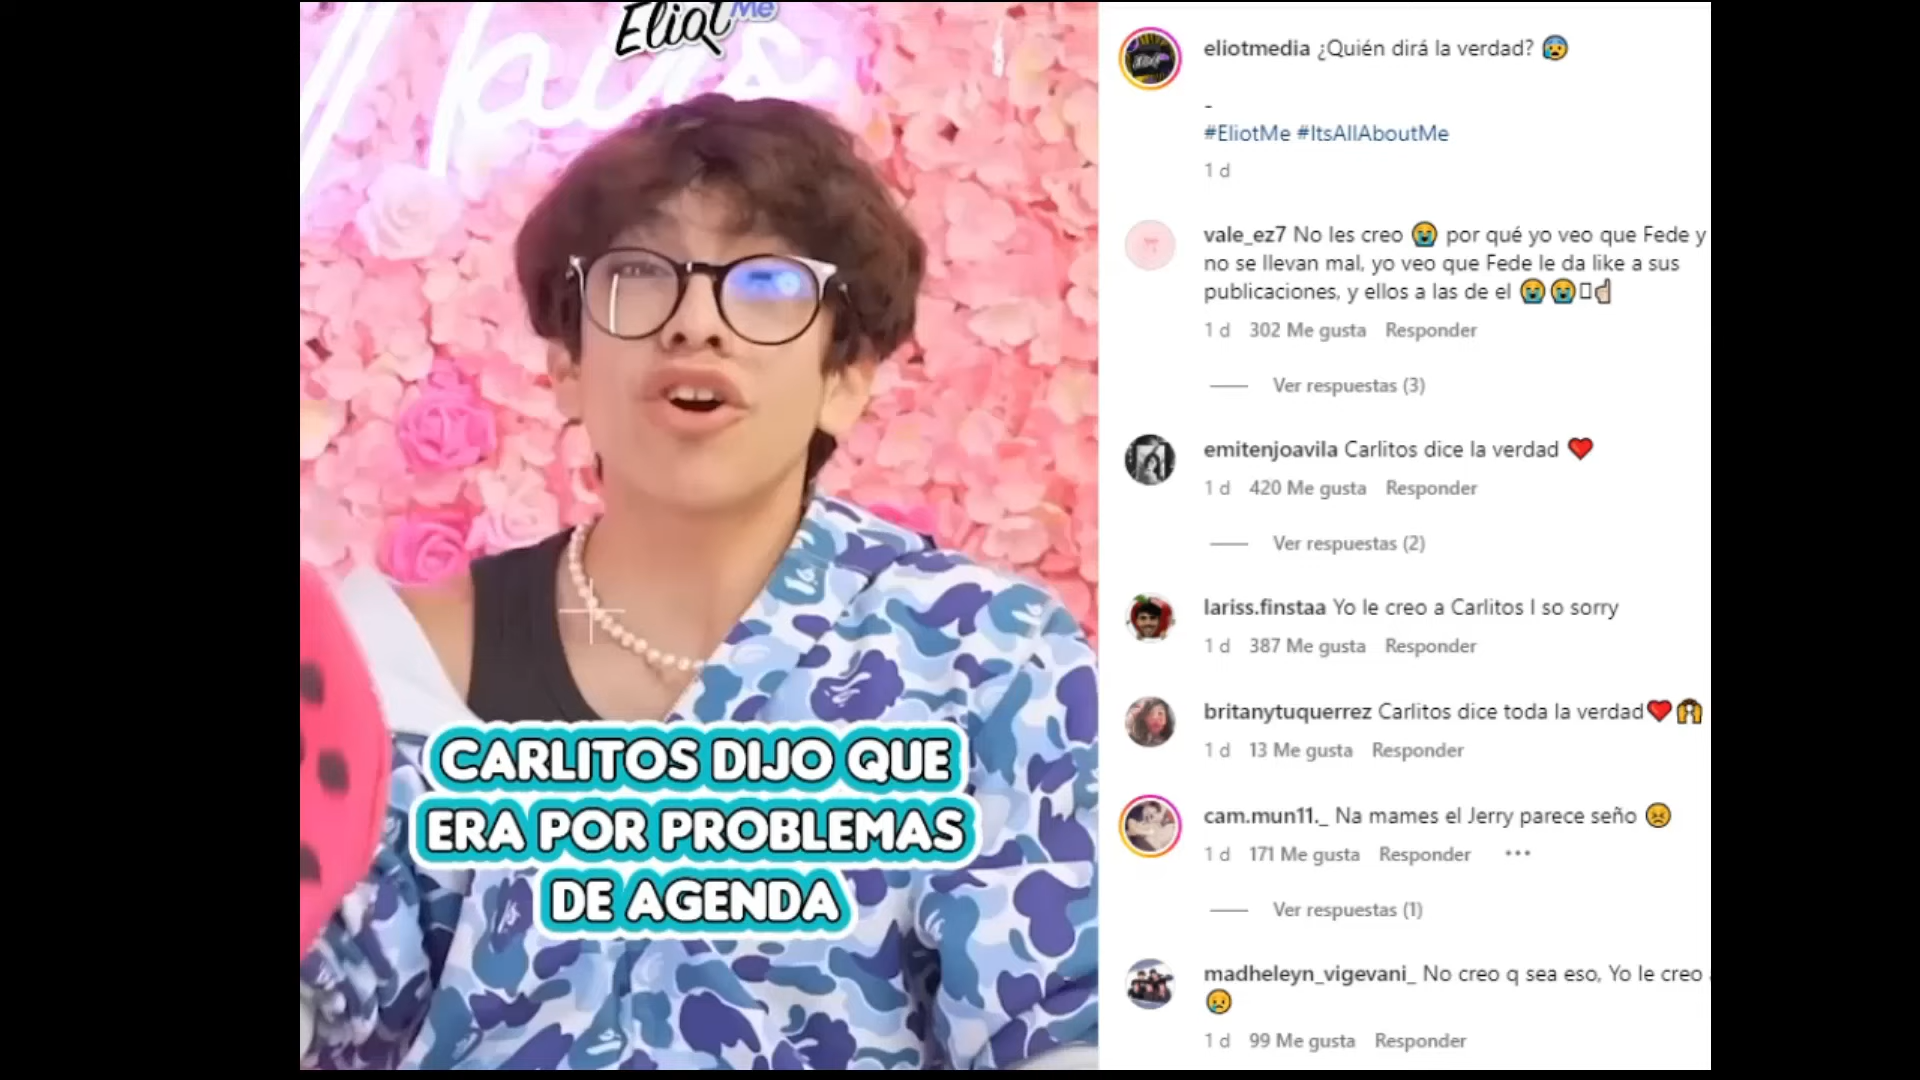 Eliot Me
eliotmedia ¿Quién dirá la verdad? 😰
-
#EliotMe #ItsAllAboutMe
1 d
vale_ez7 No les creo 😭 por qué yo veo que Fede y
no se llevan mal, yo veo que Fede le da like a sus
publicaciones, y ellos a las de el 😭😭☝🏻
1 d 302 Me gusta Responder
Ver respuestas (3)
emitenjoavila Carlitos dice la verdad ❤️
1 d 420 Me gusta Responder
Ver respuestas (2)
lariss.finstaa Yo le creo a Carlitos I so sorry
1 d 387 Me gusta Responder
britanytuquerrez Carlitos dice toda la verdad❤️🙌
1 d 13 Me gusta Responder
cam.mun11._ Na mames el Jerry parece seño 😣
1 d 171 Me gusta Responder •••
Ver respuestas (1)
madheleyn_vigevani_ No creo q sea eso, Yo le creo
😢
1 d 99 Me gusta Responder
CARLITOS DIJO QUE
ERA POR PROBLEMAS
DE AGENDA